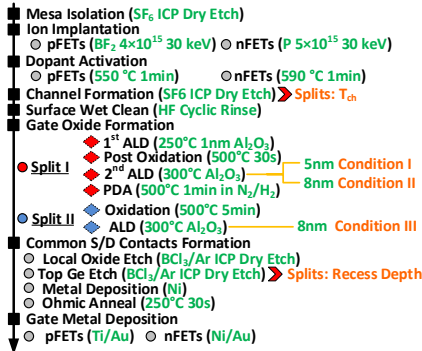 Mesa Isolation (SF₆ ICP Dry Etch)
Ion Implantation
pFETs (BF₂ 4×10¹⁵ 30 keV) nFETs (P 5×10¹⁵ 30 keV)
Dopant Activation
pFETs (550 °C 1min) nFETs (590 °C 1min)
Channel Formation (SF6 ICP Dry Etch) Splits: T_ch
Surface Wet Clean (HF Cyclic Rinse)
Gate Oxide Formation
1ˢᵗ ALD (250°C 1nm Al₂O₃)
Post Oxidation (500°C 30s)
Split I 2ⁿᵈ ALD (300°C Al₂O₃) 5nm Condition I
8nm Condition II
PDA (500°C 1min in N₂/H₂)
Split II Oxidation (500°C 5min)
ALD (300°C Al₂O₃) 8nm Condition III
Common S/D Contacts Formation
Local Oxide Etch (BCl₃/Ar ICP Dry Etch)
Top Ge Etch (BCl₃/Ar ICP Dry Etch) Splits: Recess Depth
Metal Deposition (Ni)
Ohmic Anneal (250°C 30s)
Gate Metal Deposition
pFETs (Ti/Au) nFETs (Ni/Au)